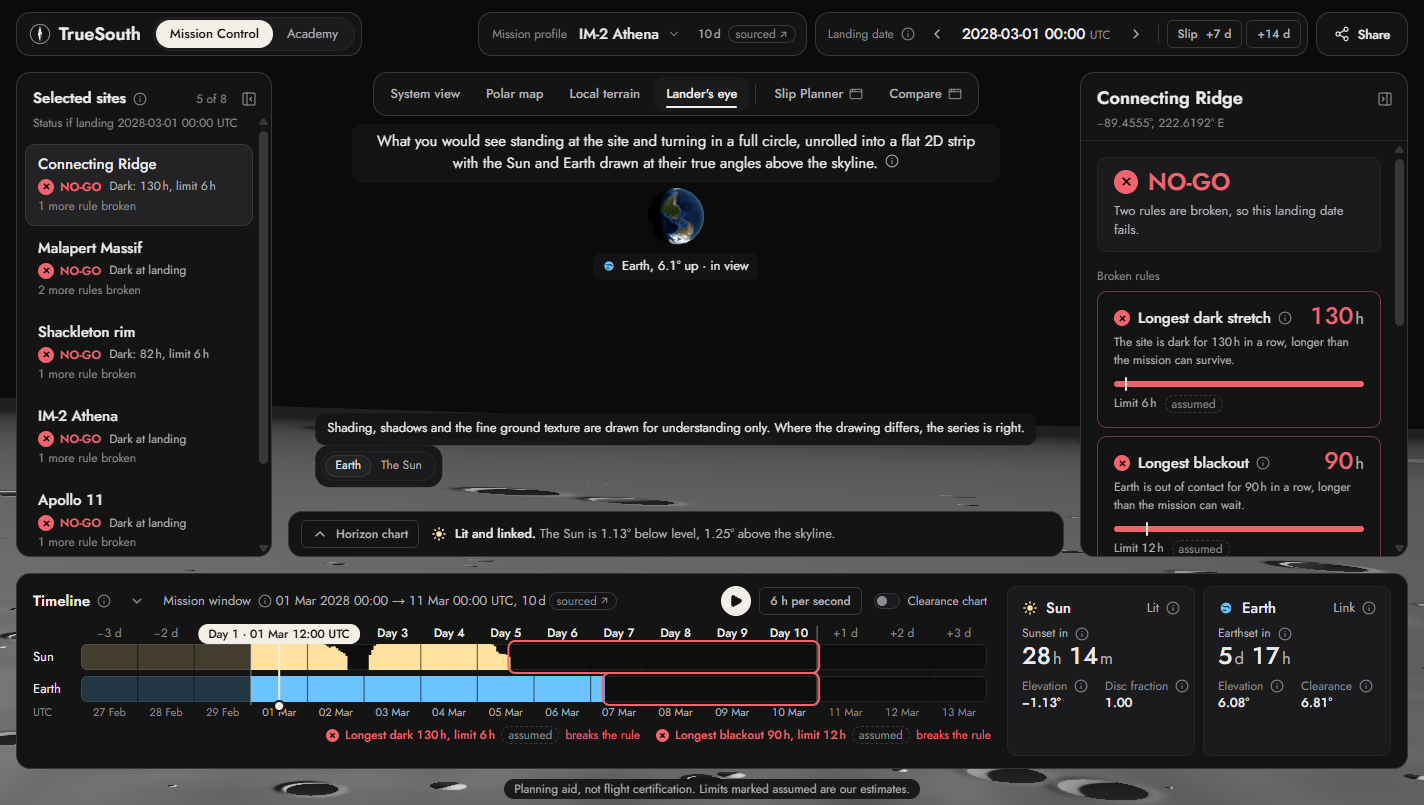 TrueSouth
Mission Control
Academy
Mission profile IM-2 Athena 10 d sourced ↗
Landing date 2028-03-01 00:00 UTC
Slip +7 d +14 d
Share
Selected sites 5 of 8
Status if landing 2028-03-01 00:00 UTC
Connecting Ridge
NO-GO Dark: 130 h, limit 6 h
1 more rule broken
Malapert Massif
NO-GO Dark at landing
2 more rules broken
Shackleton rim
NO-GO Dark: 82 h, limit 6 h
1 more rule broken
IM-2 Athena
NO-GO Dark at landing
1 more rule broken
Apollo 11
NO-GO Dark at landing
1 more rule broken
System view
Polar map
Local terrain
Lander's eye
Slip Planner
Compare
What you would see standing at the site and turning in a full circle, unrolled into a flat 2D strip
with the Sun and Earth drawn at their true angles above the skyline.
Earth, 6.1° up · in view
Shading, shadows and the fine ground texture are drawn for understanding only. Where the drawing differs, the series is right.
Earth
The Sun
Horizon chart
Lit and linked. The Sun is 1.13° below level, 1.25° above the skyline.
Connecting Ridge
−89.4555°, 222.6192° E
NO-GO
Two rules are broken, so this landing date
fails.
Broken rules
Longest dark stretch 130 h
The site is dark for 130 h in a row, longer than
the mission can survive.
Limit 6 h assumed
Longest blackout 90 h
Earth is out of contact for 90 h in a row, longer
than the mission can wait.
Limit 12 h assumed
Timeline
Mission window 01 Mar 2028 00:00 → 11 Mar 00:00 UTC, 10 d sourced ↗
6 h per second
Clearance chart
−3 d −2 d Day 1 · 01 Mar 12:00 UTC Day 3 Day 4 Day 5 Day 6 Day 7 Day 8 Day 9 Day 10 +1 d +2 d +3 d
Sun
Earth
UTC 27 Feb 28 Feb 29 Feb 01 Mar 02 Mar 03 Mar 04 Mar 05 Mar 06 Mar 07 Mar 08 Mar 09 Mar 10 Mar 11 Mar 12 Mar 13 Mar
Longest dark 130 h, limit 6 h assumed breaks the rule
Longest blackout 90 h, limit 12 h assumed breaks the rule
Sun Lit
Sunset in
28 h 14 m
Elevation Disc fraction
−1.13° 1.00
Earth Link
Earthset in
5 d 17 h
Elevation Clearance
6.08° 6.81°
Planning aid, not flight certification. Limits marked assumed are our estimates.